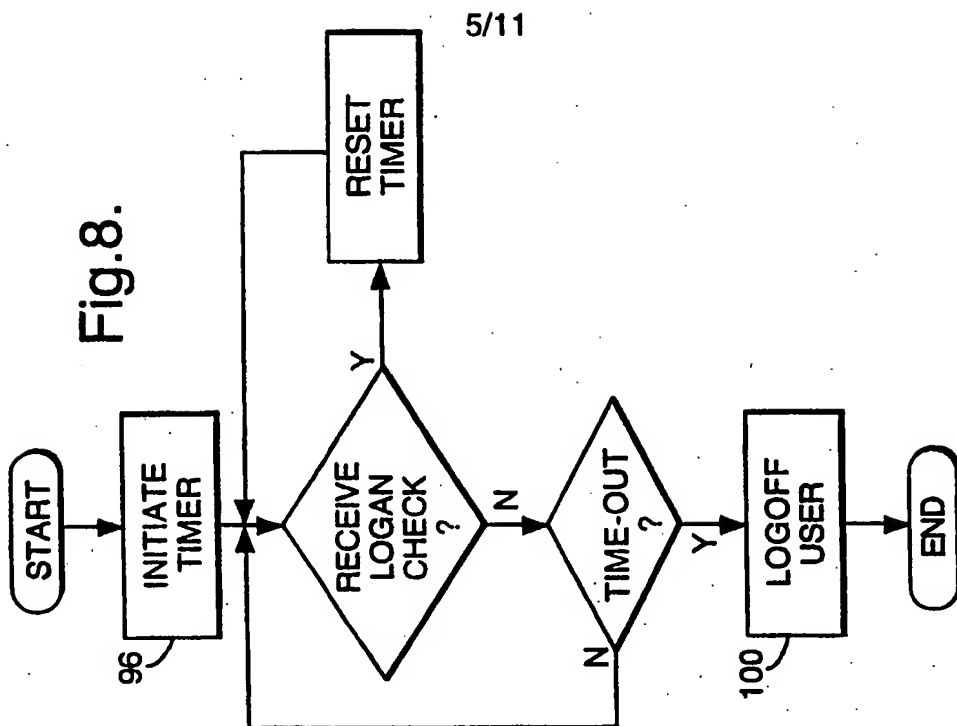 5/11
Fig.8.
START
INITIATE
TIMER
96
RESET
TIMER
RECEIVE
LOGAN
CHECK
?
Y
N
TIME-OUT
?
N
Y
LOGOFF
USER
100
END